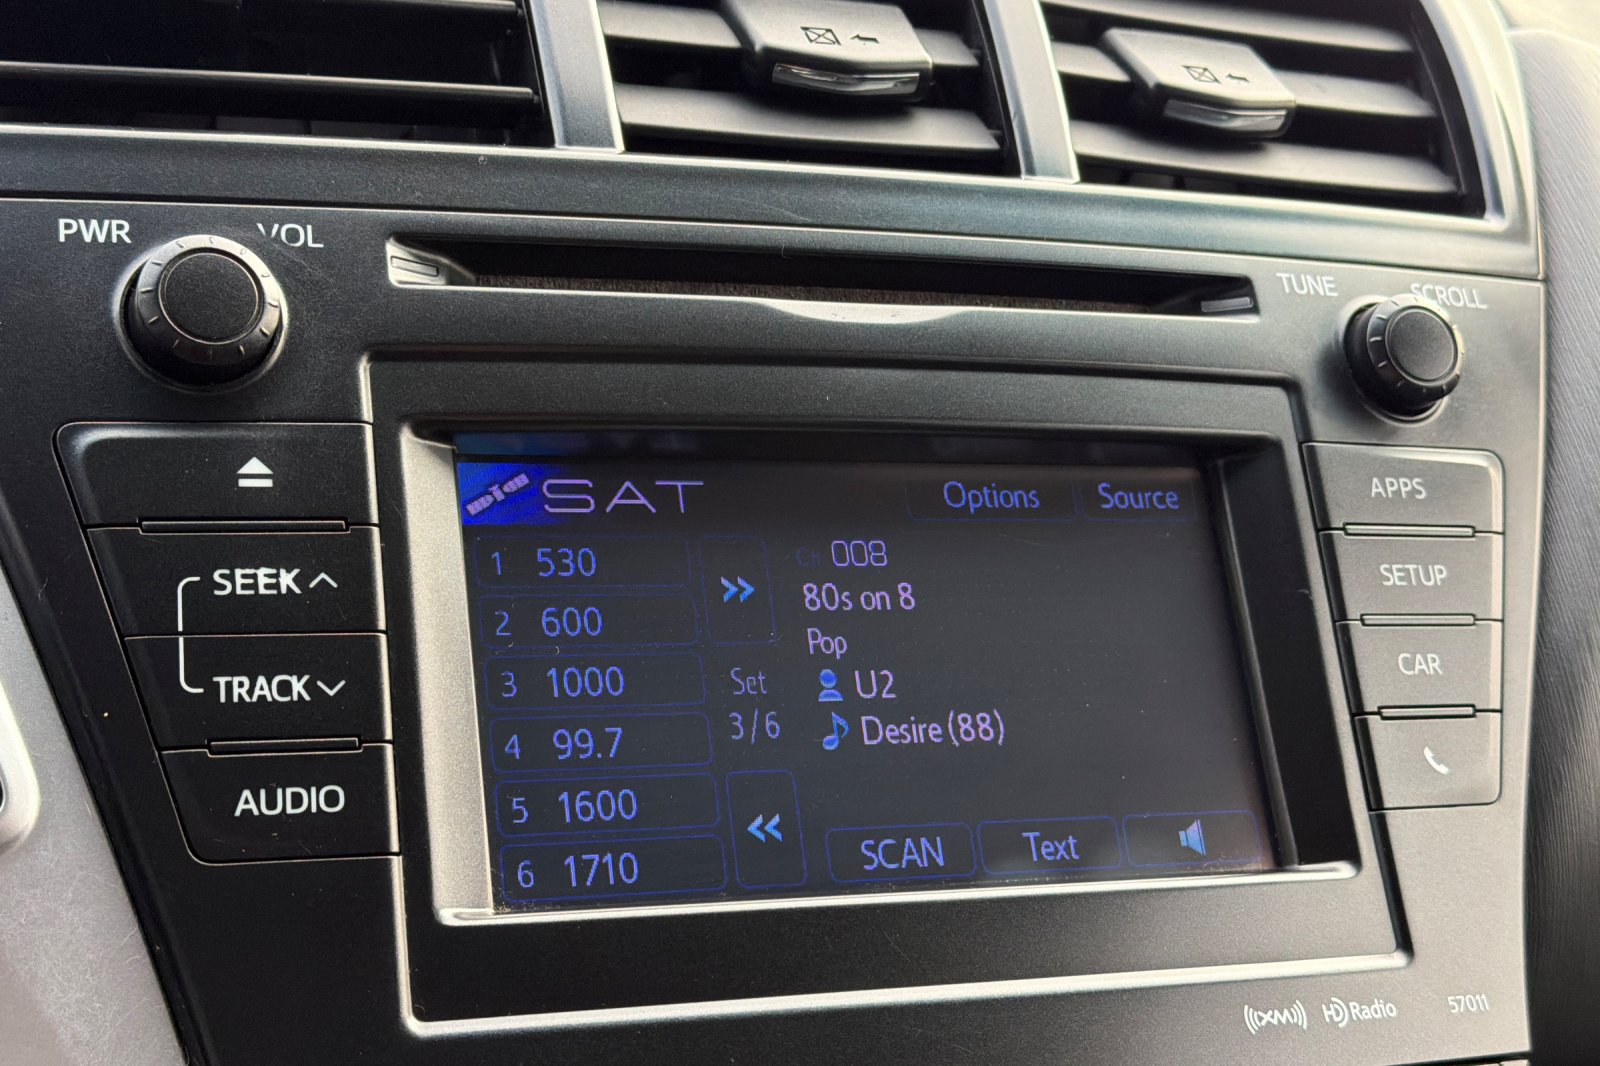 PWR VOL
TUNE SCROLL
SEEK
TRACK
AUDIO
SAT
Options Source
1 530
2 600
3 1000
4 99.7
5 1600
6 1710
Set
3/6
Ch 008
80s on 8
Pop
U2
Desire (88)
SCAN Text
APPS
SETUP
CAR
((XM)) HD Radio 57011